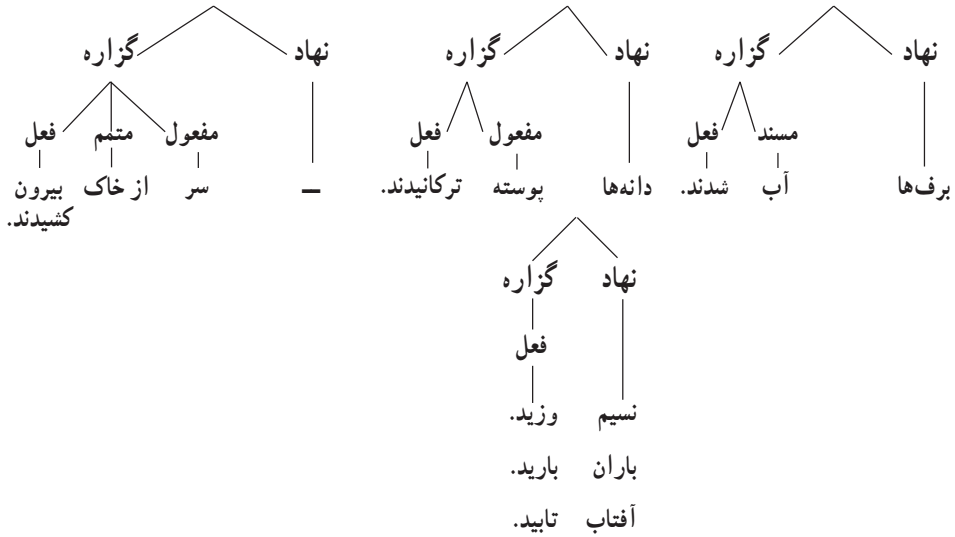 نهاد گزاره نهاد گزاره نهاد گزاره
مسند فعل مفعول فعل مفعول متمم فعل
برف‌ها آب شدند. دانه‌ها پوسته ترکانیدند. ـ سر از خاک بیرون
کشیدند.
نهاد گزاره
فعل
نسیم وزید.
باران بارید.
آفتاب تابید.